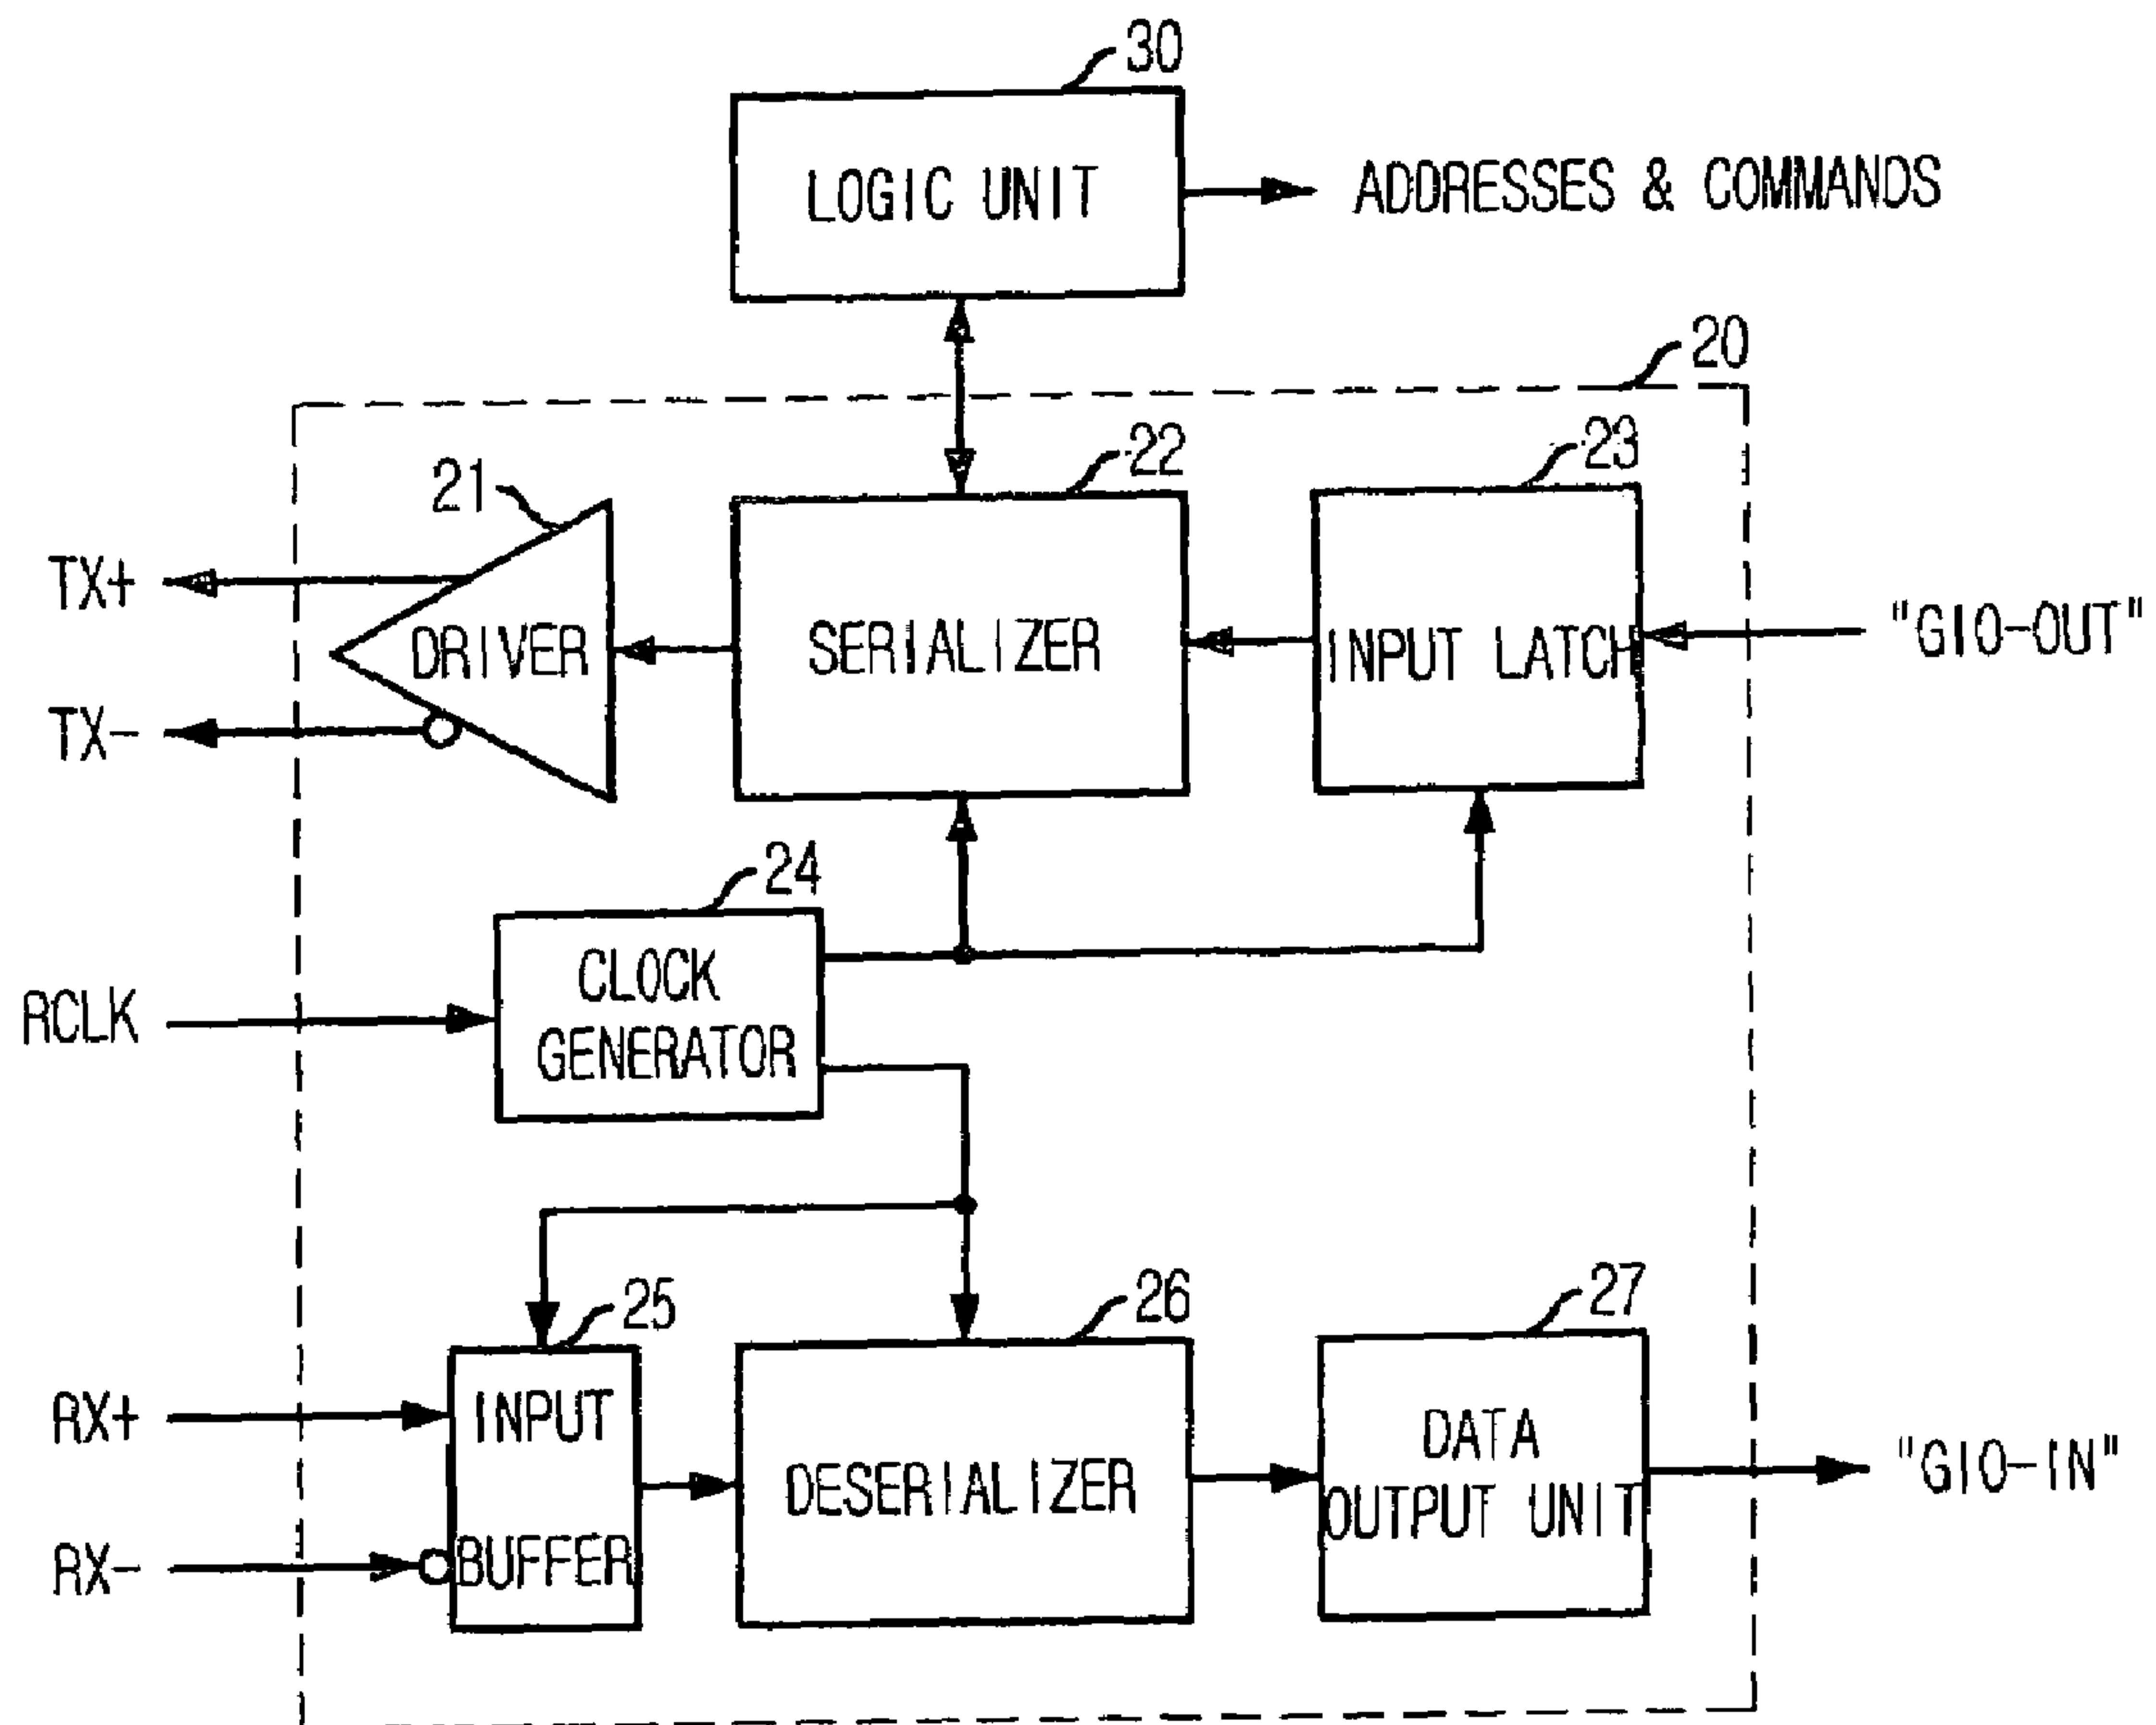 30
LOGIC UNIT
ADDRESSES & COMMANDS
20
21
22
23
TX+
DRIVER
SERIALIZER
INPUT LATCH
"GIO-OUT"
TX-
24
CLOCK
GENERATOR
RCLK
25
26
27
RX+
INPUT
BUFFER
RX-
DESERIALIZER
DATA
OUTPUT UNIT
"GIO-IN"